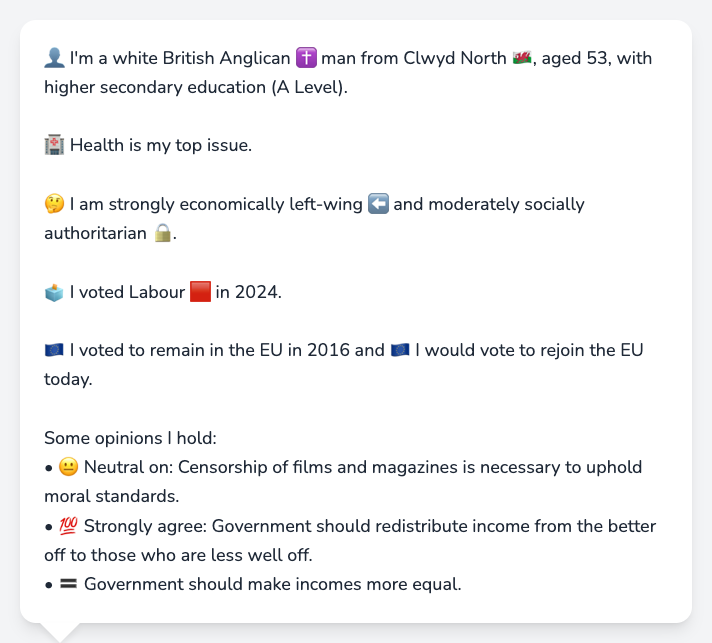 👤 I'm a white British Anglican ✝️ man from Clwyd North 🏴󠁧󠁢󠁷󠁬󠁳󠁿, aged 53, with
higher secondary education (A Level).
🏥 Health is my top issue.
🤔 I am strongly economically left-wing ⬅️ and moderately socially
authoritarian 🔒.
🗳️ I voted Labour 🟥 in 2024.
🇪🇺 I voted to remain in the EU in 2016 and 🇪🇺 I would vote to rejoin the EU
today.
Some opinions I hold:
• 😐 Neutral on: Censorship of films and magazines is necessary to uphold
moral standards.
• 💯 Strongly agree: Government should redistribute income from the better
off to those who are less well off.
• 🟰 Government should make incomes more equal.